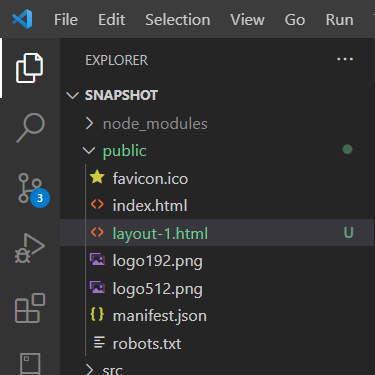 File Edit Selection View Go Run
EXPLORER ...
SNAPSHOT
node_modules
public
favicon.ico
index.html
3
layout-1.html U
logo192.png
logo512.png
manifest.json
robots.txt
src